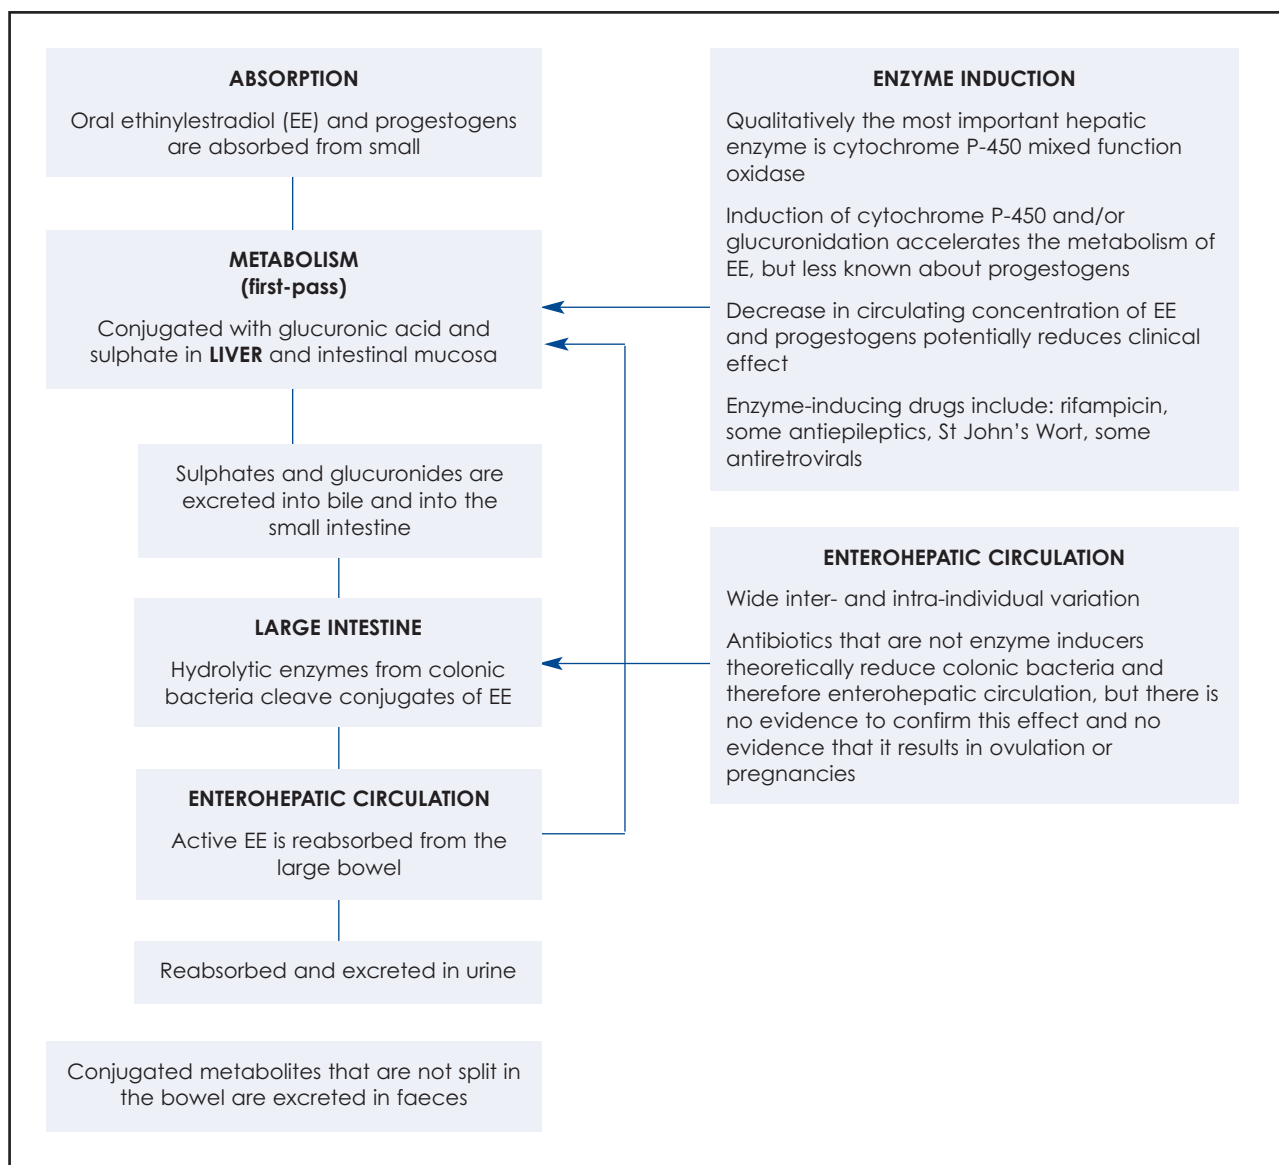 ABSORPTION
Oral ethinylestradiol (EE) and progestogens
are absorbed from small
METABOLISM
(first-pass)
Conjugated with glucuronic acid and
sulphate in LIVER and intestinal mucosa
Sulphates and glucuronides are
excreted into bile and into the
small intestine
LARGE INTESTINE
Hydrolytic enzymes from colonic
bacteria cleave conjugates of EE
ENTEROHEPATIC CIRCULATION
Active EE is reabsorbed from the
large bowel
Reabsorbed and excreted in urine
Conjugated metabolites that are not split in
the bowel are excreted in faeces
ENZYME INDUCTION
Qualitatively the most important hepatic
enzyme is cytochrome P-450 mixed function
oxidase
Induction of cytochrome P-450 and/or
glucuronidation accelerates the metabolism of
EE, but less known about progestogens
Decrease in circulating concentration of EE
and progestogens potentially reduces clinical
effect
Enzyme-inducing drugs include: rifampicin,
some antiepileptics, St John’s Wort, some
antiretrovirals
ENTEROHEPATIC CIRCULATION
Wide inter- and intra-individual variation
Antibiotics that are not enzyme inducers
theoretically reduce colonic bacteria and
therefore enterohepatic circulation, but there is
no evidence to confirm this effect and no
evidence that it results in ovulation or
pregnancies